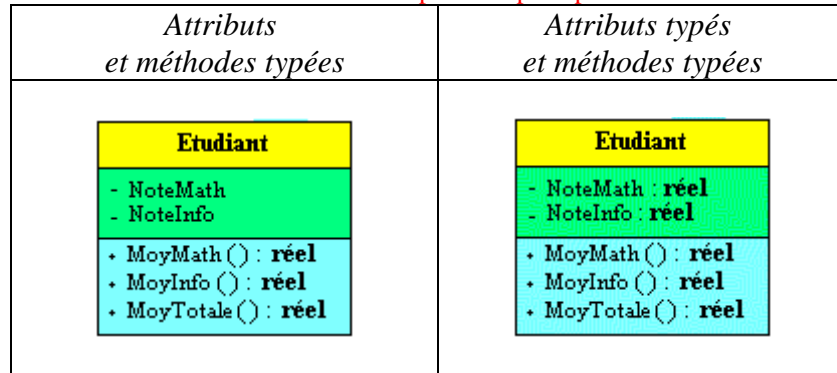 Attributs
et méthodes typées
Attributs typés
et méthodes typées
Etudiant
- NoteMath
- NoteInfo
+ MoyMath () : réel
+ MoyInfo () : réel
+ MoyTotale () : réel
Etudiant
- NoteMath : réel
- NoteInfo : réel
+ MoyMath () : réel
+ MoyInfo () : réel
+ MoyTotale () : réel